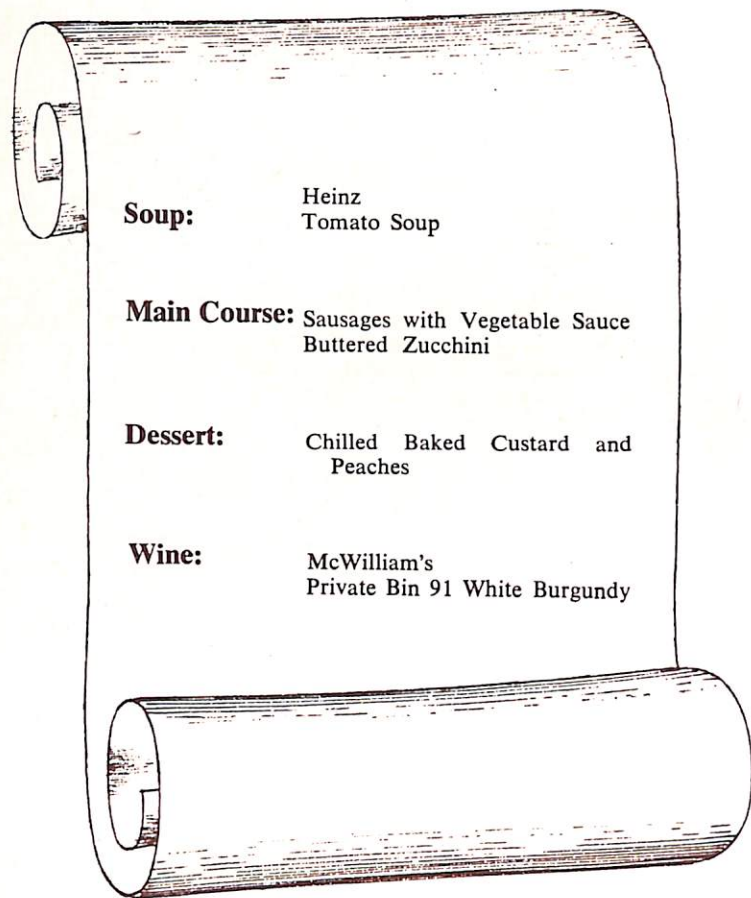 Soup: Heinz
Tomato Soup
Main Course: Sausages with Vegetable Sauce
Buttered Zucchini
Dessert: Chilled Baked Custard and
Peaches
Wine: McWilliam's
Private Bin 91 White Burgundy